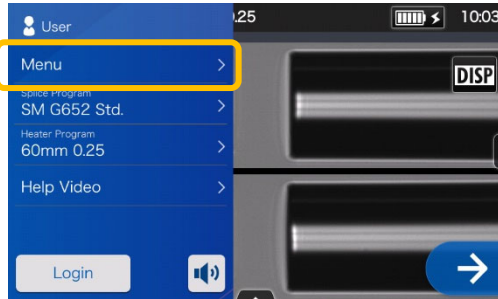 User
.25
10:03
Menu
DISP
Splice Program
SM G652 Std.
Heater Program
60mm 0.25
Help Video
Login